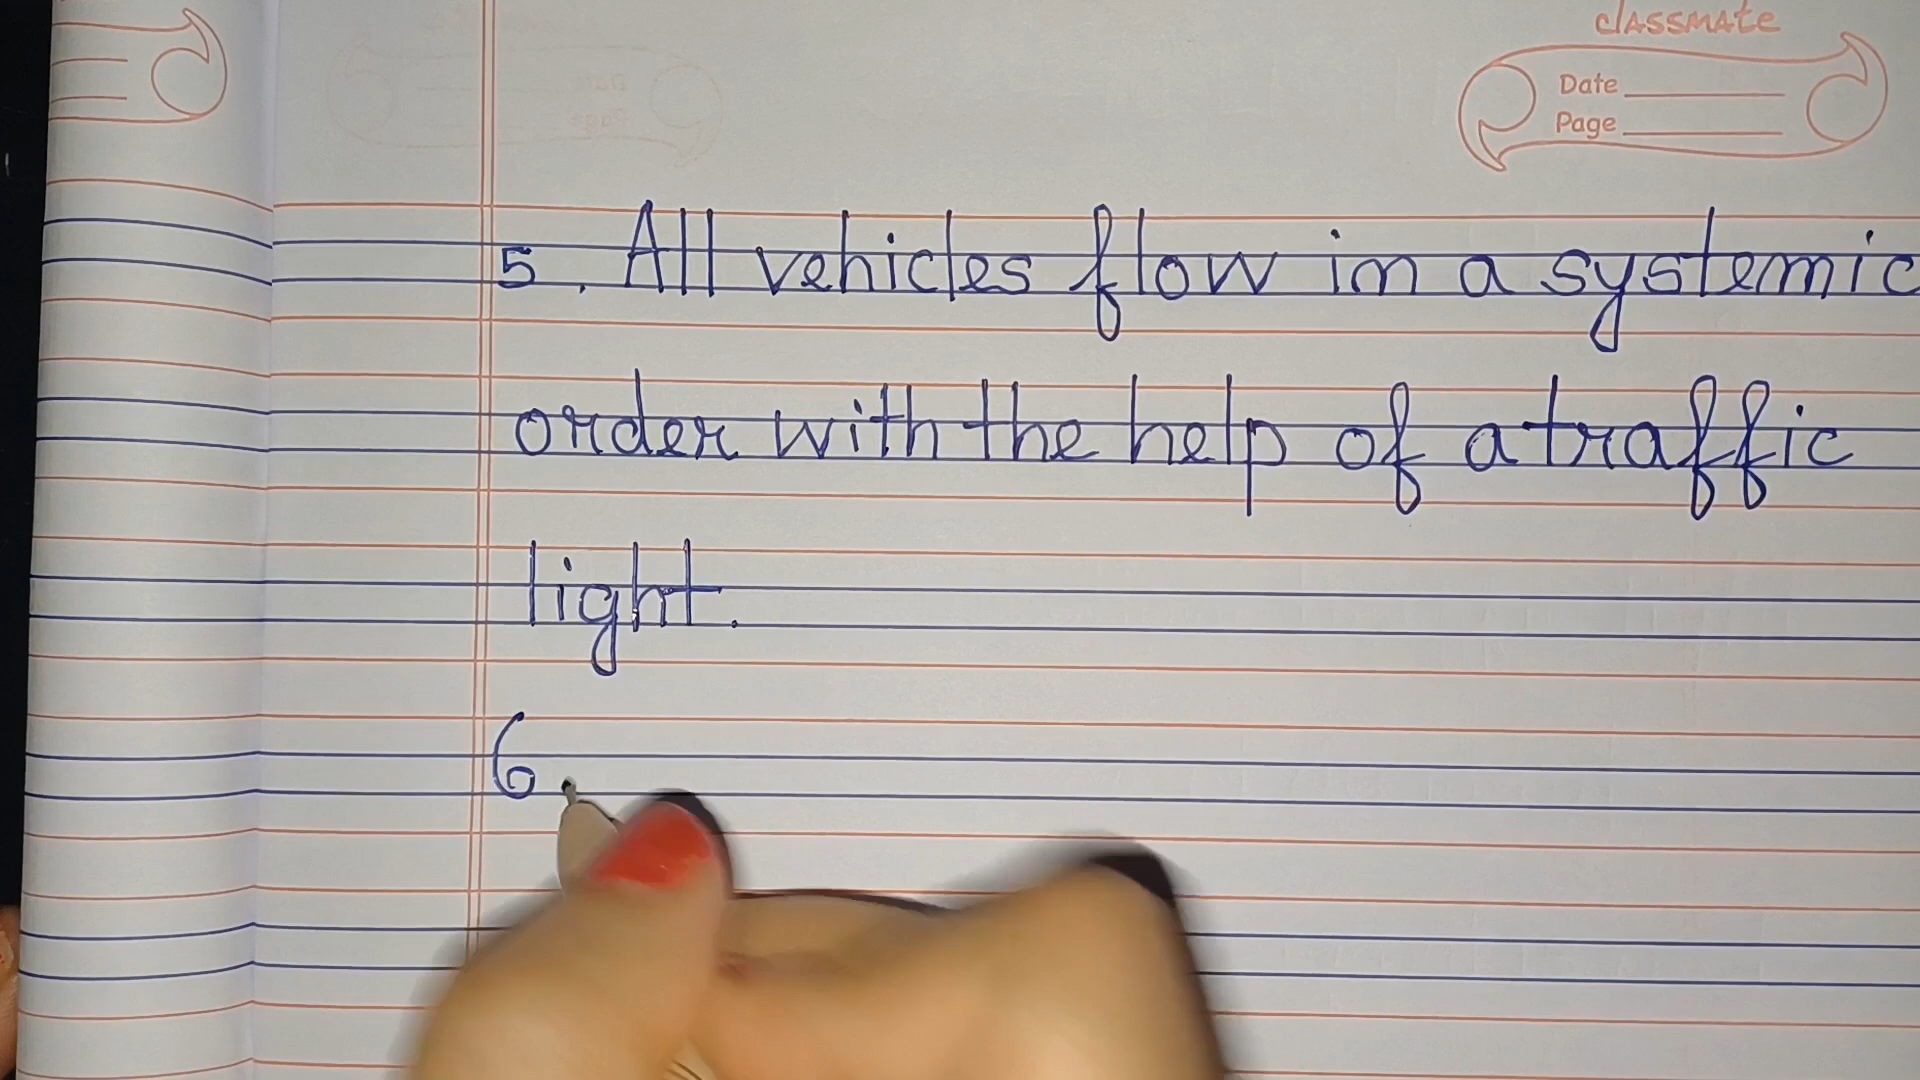 classmate
Date
Page
5. All vehicles flow in a systemic
order with the help of a traffic
light.
6.